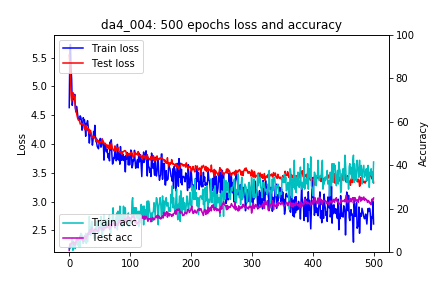 da4_004: 500 epochs loss and accuracy
Train loss
Test loss
Train acc
Test acc
Loss
5.5
5.0
4.5
4.0
3.5
3.0
2.5
Accuracy
100
80
60
40
20
0
0 100 200 300 400 500